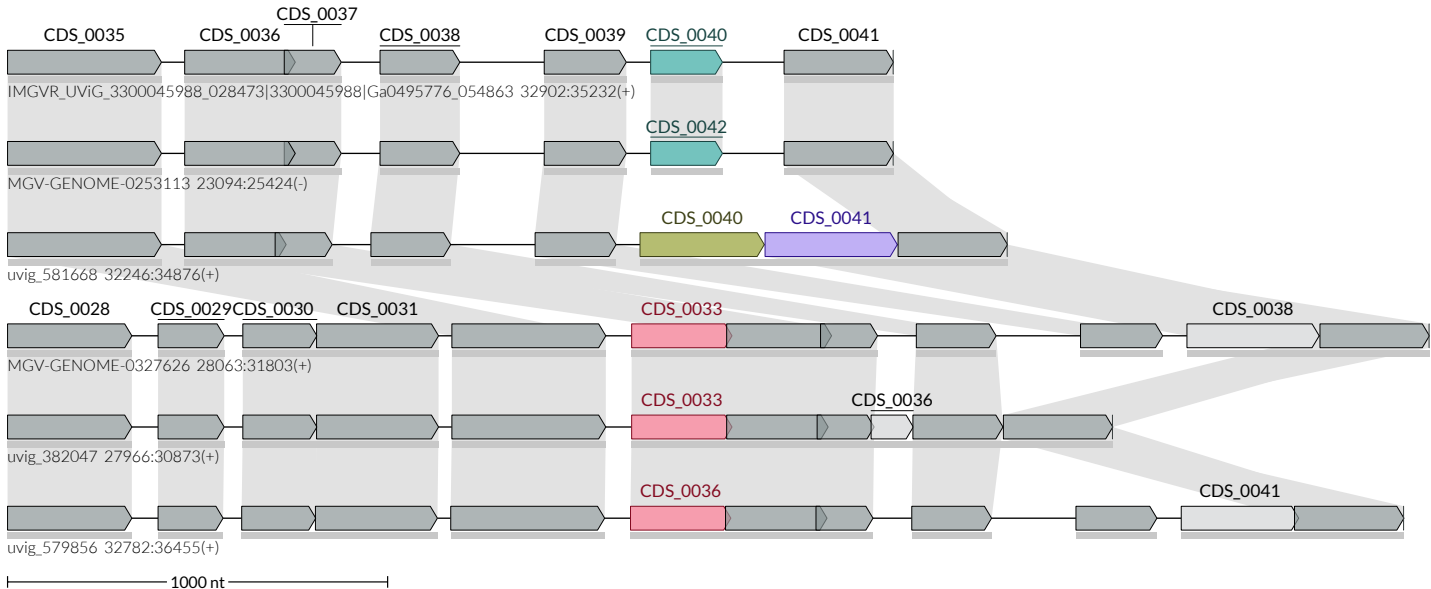 CDS_0037
CDS_0035 CDS_0036 CDS_0038 CDS_0039 CDS_0040 CDS_0041
IMGVR_UViG_3300045988_028473|3300045988|Ga0495776_054863 32902:35232(+)
CDS_0042
MGV-GENOME-0253113 23094:25424(-)
CDS_0040 CDS_0041
uvig_581668 32246:34876(+)
CDS_0028 CDS_0029 CDS_0030 CDS_0031 CDS_0033 CDS_0038
MGV-GENOME-0327626 28063:31803(+)
CDS_0033 CDS_0036
uvig_382047 27966:30873(+)
CDS_0036 CDS_0041
uvig_579856 32782:36455(+)
1000 nt